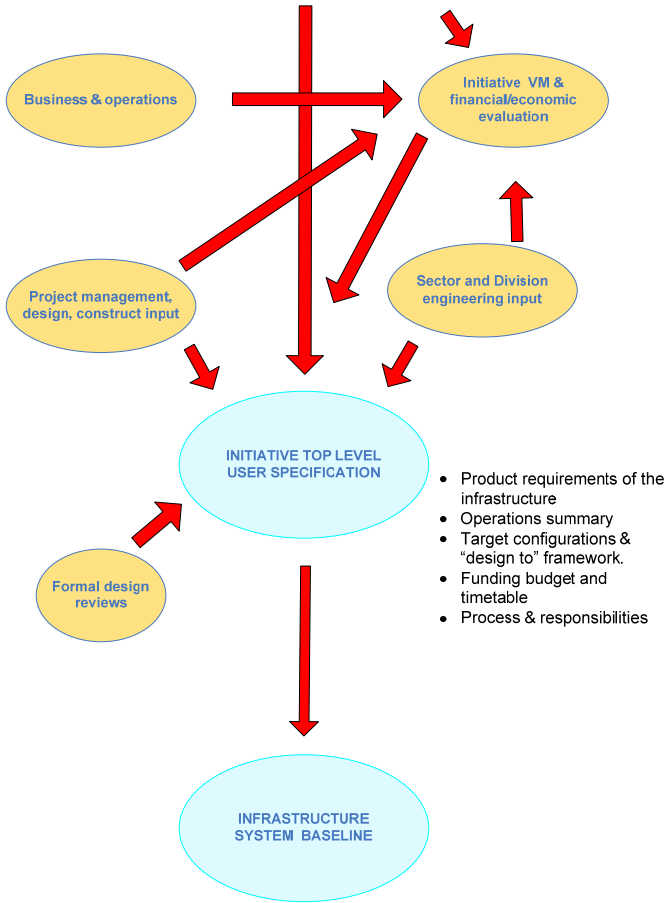 Business & operations
Initiative VM &
financial/economic
evaluation
Project management,
design, construct input
Sector and Division
engineering input
INITIATIVE TOP LEVEL
USER SPECIFICATION
• Product requirements of the
infrastructure
• Operations summary
• Target configurations &
“design to” framework.
• Funding budget and
timetable
• Process & responsibilities
Formal design
reviews
INFRASTRUCTURE
SYSTEM BASELINE